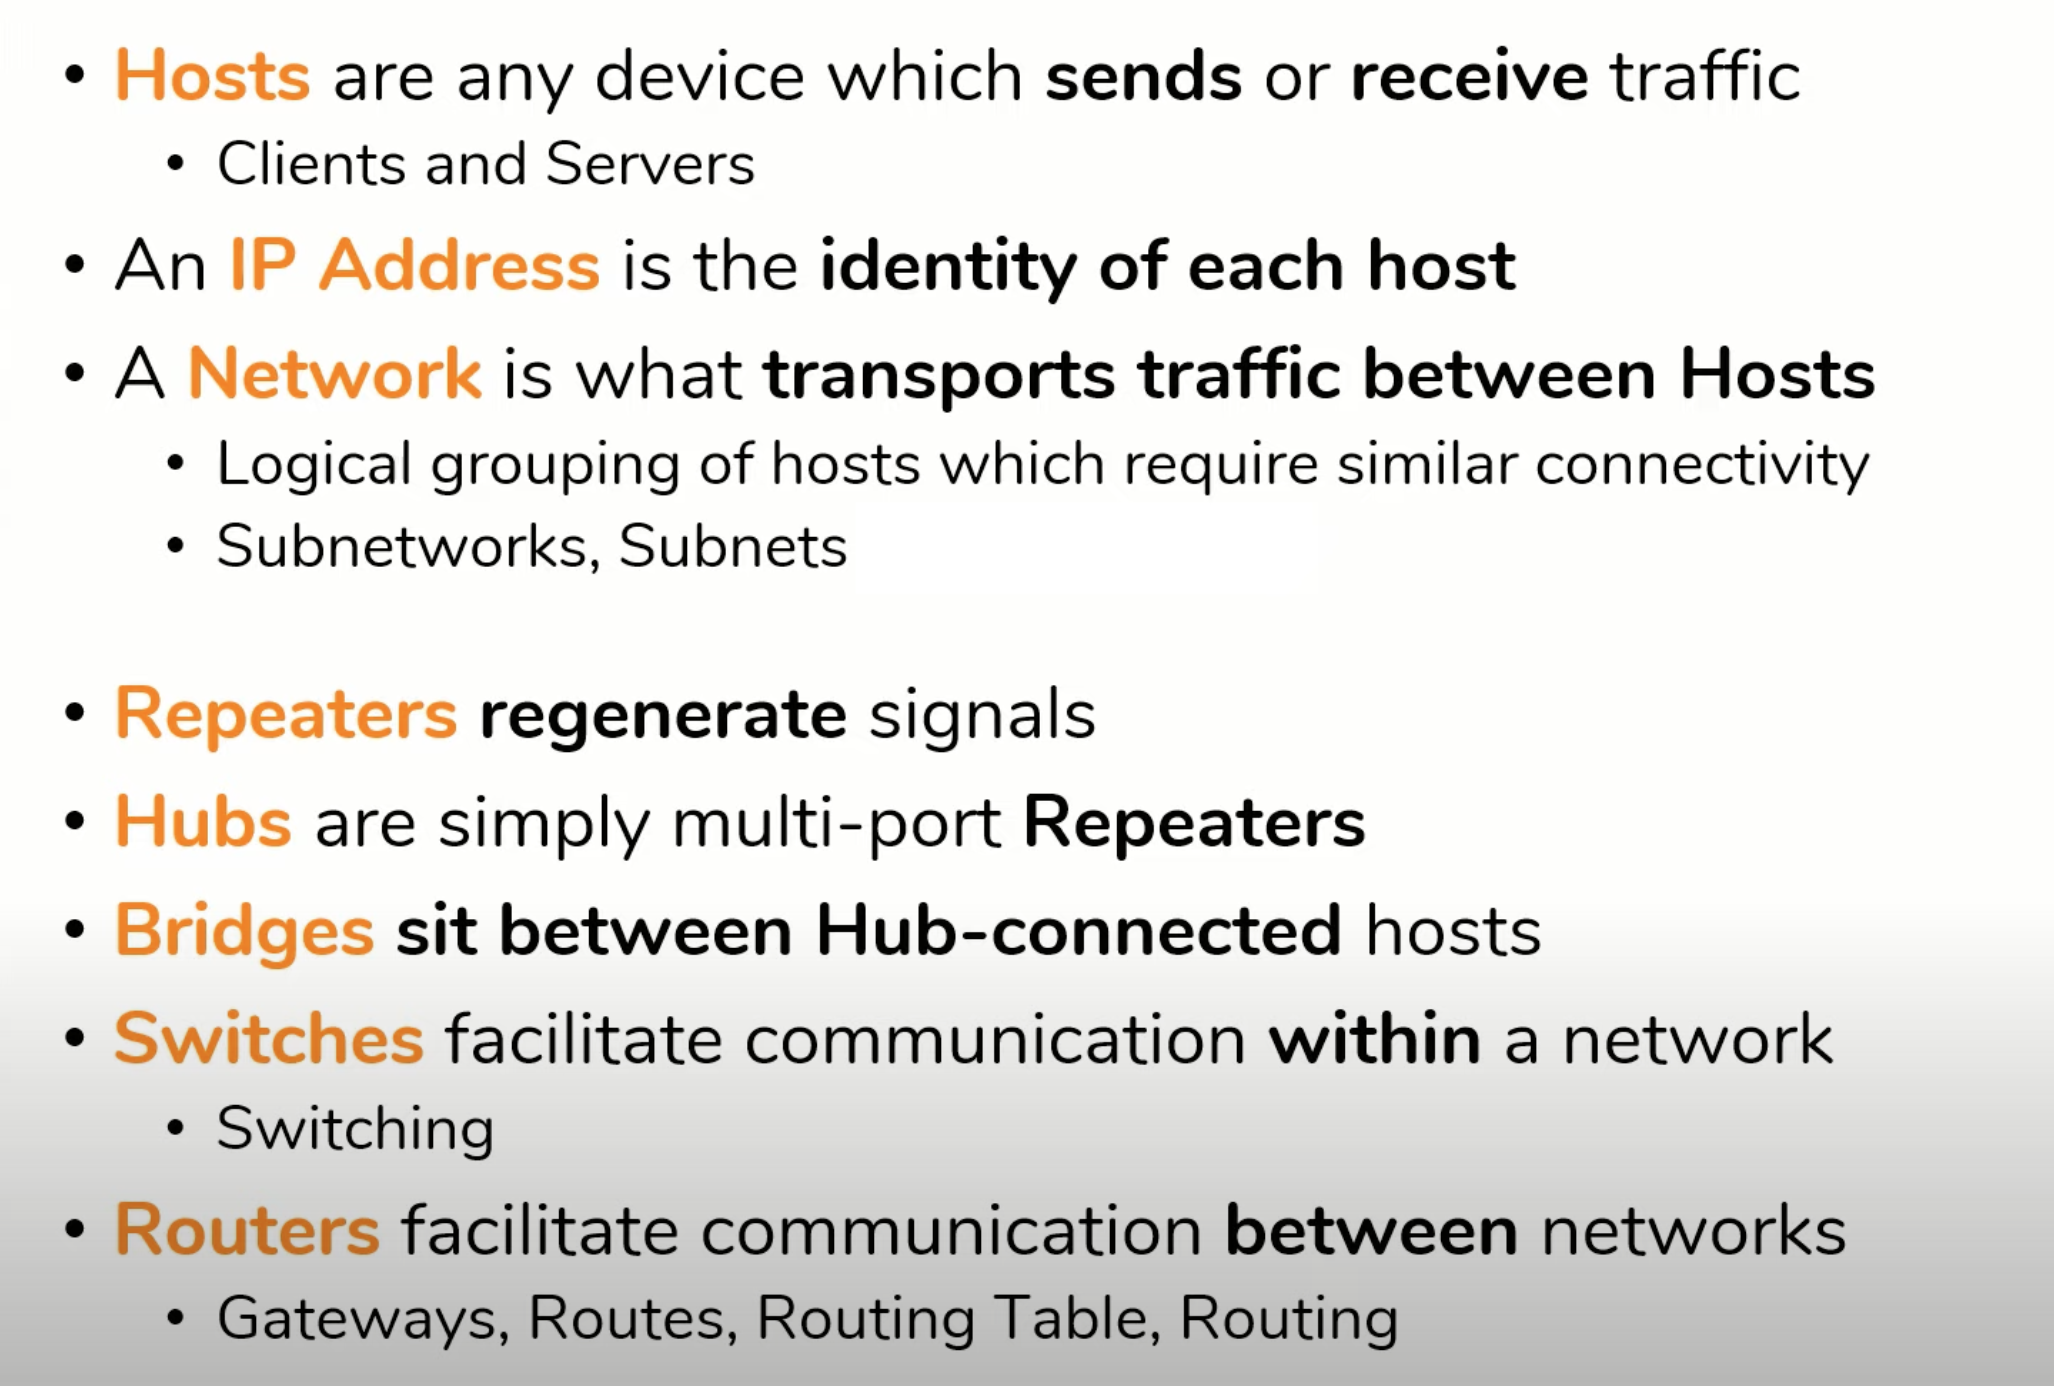 • Hosts are any device which sends or receive traffic
• Clients and Servers
• An IP Address is the identity of each host
• A Network is what transports traffic between Hosts
• Logical grouping of hosts which require similar connectivity
• Subnetworks, Subnets
• Repeaters regenerate signals
• Hubs are simply multi-port Repeaters
• Bridges sit between Hub-connected hosts
• Switches facilitate communication within a network
• Switching
• Routers facilitate communication between networks
• Gateways, Routes, Routing Table, Routing